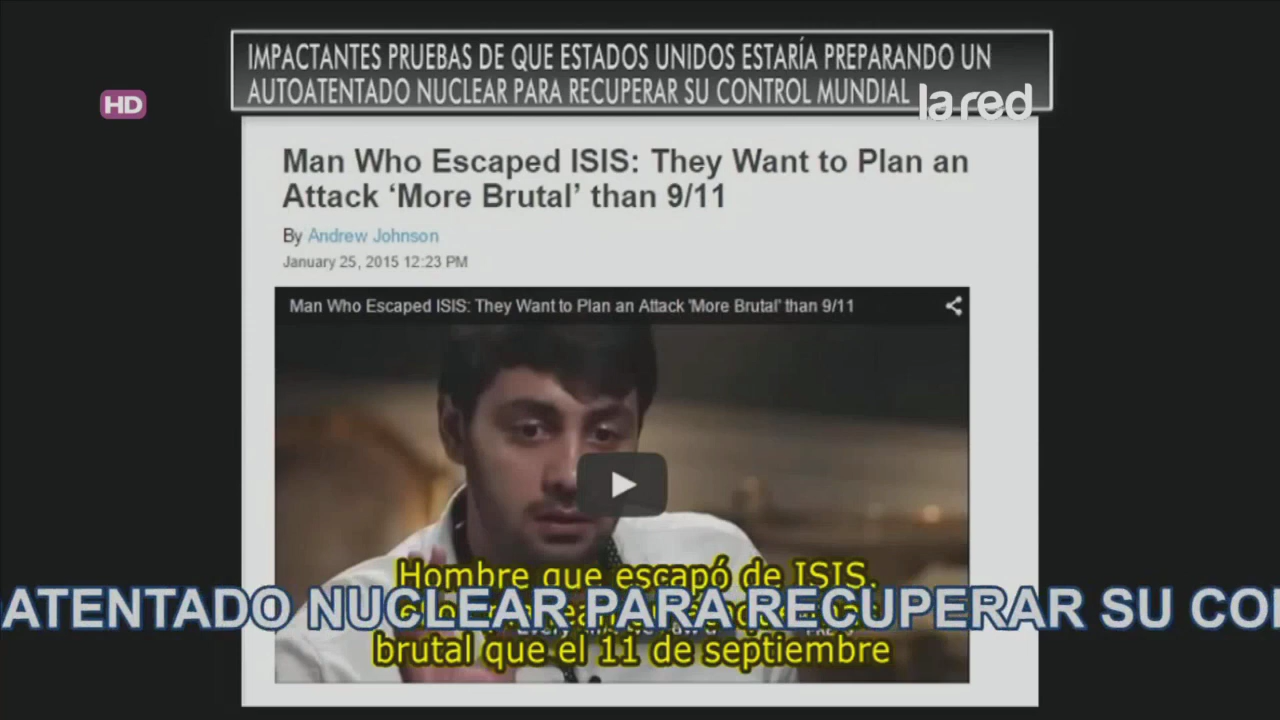 IMPACTANTES PRUEBAS DE QUE ESTADOS UNIDOS ESTARÍA PREPARANDO UN
AUTOATENTADO NUCLEAR PARA RECUPERAR SU CONTROL MUNDIAL
la red
HD
Man Who Escaped ISIS: They Want to Plan an
Attack ‘More Brutal’ than 9/11
By Andrew Johnson
January 25, 2015 12:23 PM
Man Who Escaped ISIS: They Want to Plan an Attack 'More Brutal' than 9/11
Hombre que escapó de ISIS,
ATENTADO NUCLEAR PARA RECUPERAR SU
brutal que el 11 de septiembre